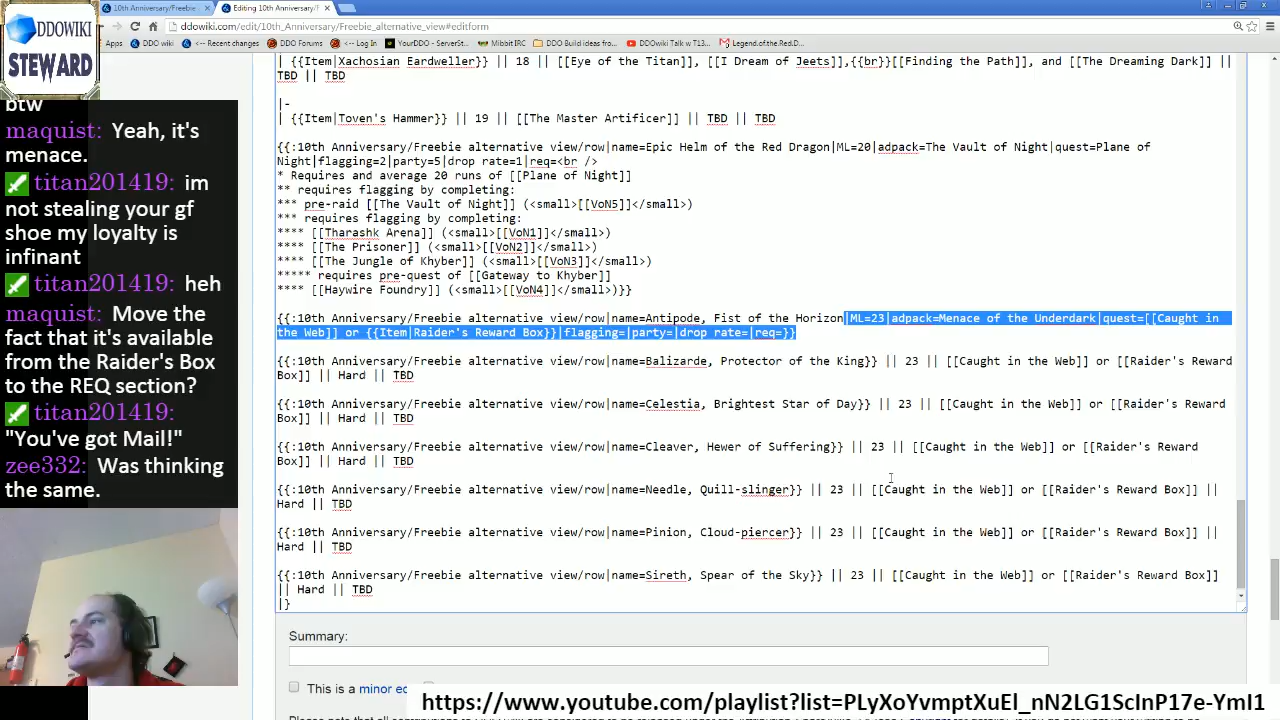 10th Anniversary/Freebie
Editing 10th_Anniversary/F
ddowiki.com/edit/10th_Anniversary/Freebie_alternative_view#editform
Apps
DDO wiki
<-- Recent changes
DDO Forums
<-- Log In
YourDDO - ServerSt...
Mibbit IRC
DDO Build ideas fro...
DDOwiki Talk w T13...
Legend.of.the.Red.D...
DDOWIKI
STEWARD
btw
maquist: Yeah, it's
menace.
titan201419: im
not stealing your gf
shoe my loyalty is
infinant
titan201419: heh
maquist: Move the
fact that it's available
from the Raider's Box
to the REQ section?
titan201419:
"You've got Mail!"
zee332: Was thinking
the same.
| {{Item|Xachosian Eardweller}} || 18 || [[Eye of the Titan]], [[I Dream of Jeets]],{{br}}[[Finding the Path]], and [[The Dreaming Dark]] ||
TBD || TBD
|-
| {{Item|Toven's Hammer}} || 19 || [[The Master Artificer]] || TBD || TBD
{{:10th Anniversary/Freebie alternative view/row|name=Epic Helm of the Red Dragon|ML=20|adpack=The Vault of Night|quest=Plane of
Night|flagging=2|party=5|drop rate=1|req=<br />
* Requires and average 20 runs of [[Plane of Night]]
** requires flagging by completing:
*** pre-raid [[The Vault of Night]] (<small>[[VoN5]]</small>)
*** requires flagging by completing:
**** [[Tharashk Arena]] (<small>[[VoN1]]</small>)
**** [[The Prisoner]] (<small>[[VoN2]]</small>)
**** [[The Jungle of Khyber]] (<small>[[VoN3]]</small>)
***** requires pre-quest of [[Gateway to Khyber]]
**** [[Haywire Foundry]] (<small>[[VoN4]]</small>)}}
{{:10th Anniversary/Freebie alternative view/row|name=Antipode, Fist of the Horizon|ML=23|adpack=Menace of the Underdark|quest=[[Caught in
the Web]] or {{Item|Raider's Reward Box}}|flagging=|party=|drop rate=|req=}}
{{:10th Anniversary/Freebie alternative view/row|name=Balizarde, Protector of the King}} || 23 || [[Caught in the Web]] or [[Raider's Reward
Box]] || Hard || TBD
{{:10th Anniversary/Freebie alternative view/row|name=Celestia, Brightest Star of Day}} || 23 || [[Caught in the Web]] or [[Raider's Reward
Box]] || Hard || TBD
{{:10th Anniversary/Freebie alternative view/row|name=Cleaver, Hewer of Suffering}} || 23 || [[Caught in the Web]] or [[Raider's Reward
Box]] || Hard || TBD
{{:10th Anniversary/Freebie alternative view/row|name=Needle, Quill-slinger}} || 23 || [[Caught in the Web]] or [[Raider's Reward Box]] ||
Hard || TBD
{{:10th Anniversary/Freebie alternative view/row|name=Pinion, Cloud-piercer}} || 23 || [[Caught in the Web]] or [[Raider's Reward Box]] ||
Hard || TBD
{{:10th Anniversary/Freebie alternative view/row|name=Sireth, Spear of the Sky}} || 23 || [[Caught in the Web]] or [[Raider's Reward Box]]
|| Hard || TBD
|}
Summary:
This is a minor
https://www.youtube.com/playlist?list=PLyXoYvmptXuEl_nN2LG1ScInP17e-YmI1